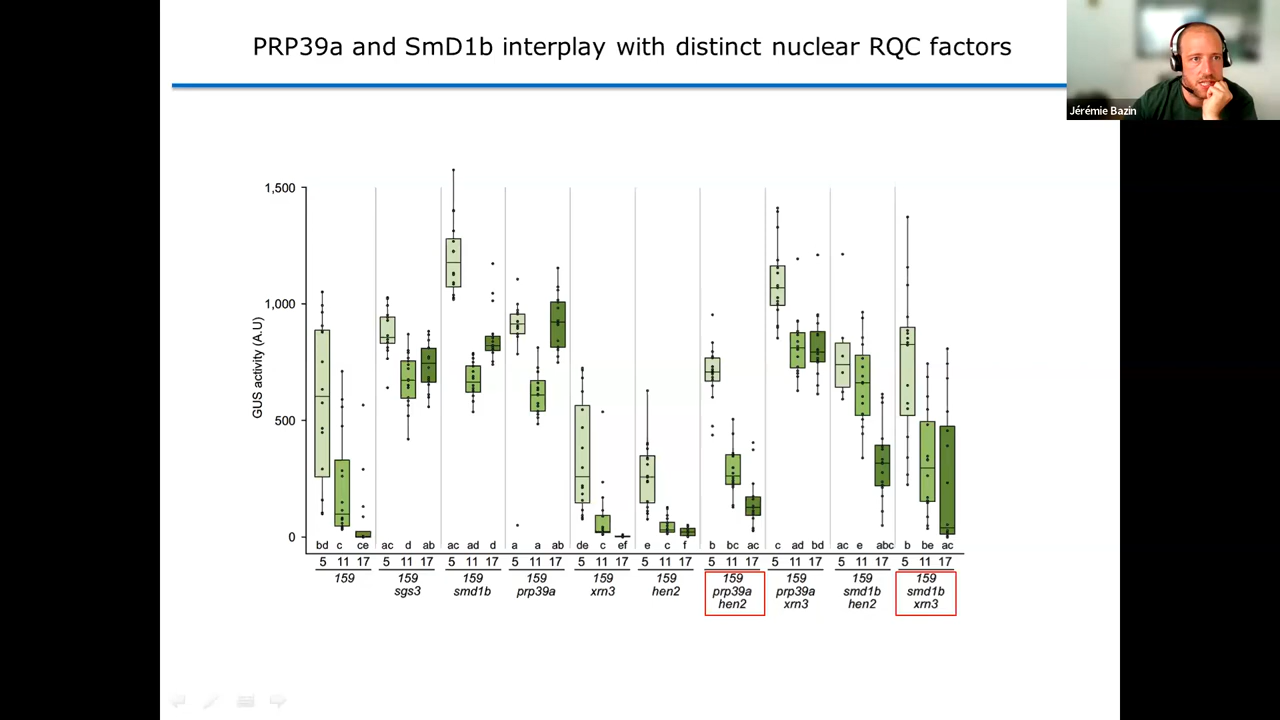 PRP39a and SmD1b interplay with distinct nuclear RQC factors
Jérémie Bazin
GUS activity (A.U)
1,500
1,000
500
0
bd c ce ac d ab ac ad d a a ab de c ef e c f b bc ac c ad bd ac e abc b be ac
5 11 17 5 11 17 5 11 17 5 11 17 5 11 17 5 11 17 5 11 17 5 11 17 5 11 17 5 11 17
159 159 159 159 159 159 159 159 159 159
sgs3 smd1b prp39a xrn3 hen2 prp39a prp39a smd1b smd1b
hen2 xrn3 hen2 xrn3